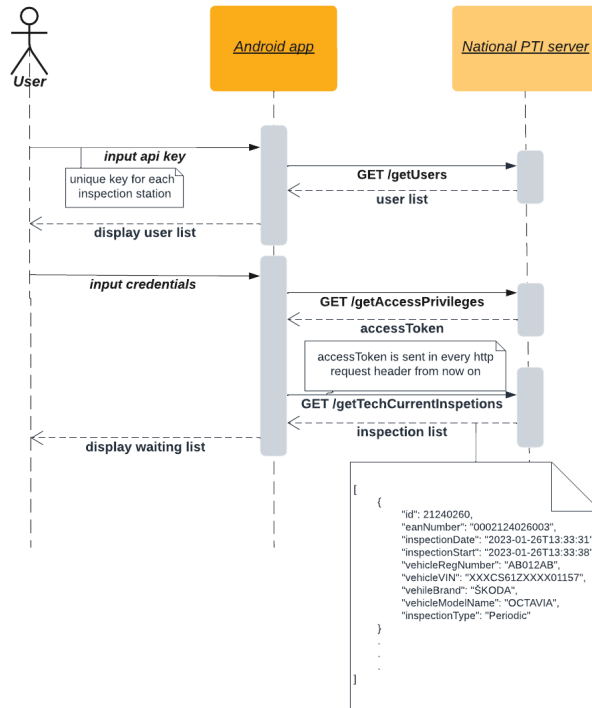 User
Android app
National PTI server
input api key
unique key for each
inspection station
GET /getUsers
user list
display user list
input credentials
GET /getAccessPrivileges
accessToken
accessToken is sent in every http
request header from now on
GET /getTechCurrentInspetions
inspection list
display waiting list
[
{
"id": 21240260,
"eanNumber": "0002124026003",
"inspectionDate": "2023-01-26T13:33:31"
"inspectionStart": "2023-01-26T13:33:38"
"vehicleRegNumber": "AB012AB",
"vehicleVIN": "XXXCS61ZXXXX01157",
"vehileBrand": "ŠKODA",
"vehicleModelName": "OCTAVIA",
"inspectionType": "Periodic"
}
.
.
.
]